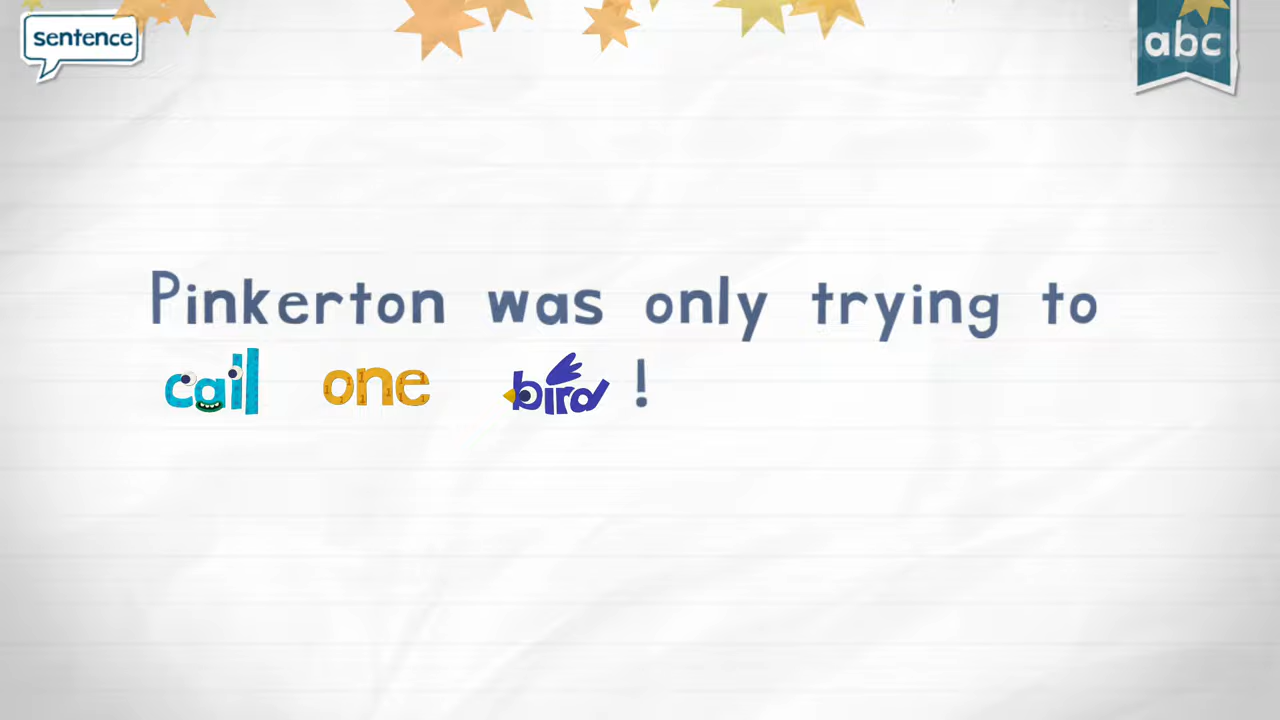 sentence
abc
Pinkerton was only trying to
call one bird!